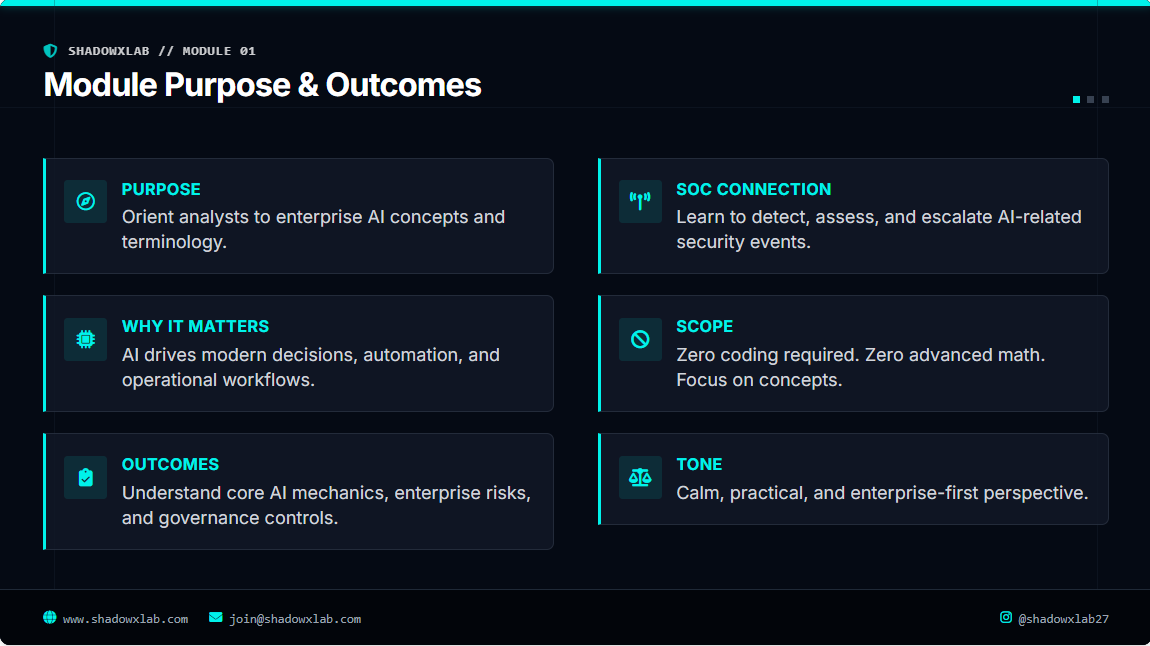 SHADOWXLAB // MODULE 01
Module Purpose & Outcomes
PURPOSE
Orient analysts to enterprise AI concepts and
terminology.
WHY IT MATTERS
AI drives modern decisions, automation, and
operational workflows.
OUTCOMES
Understand core AI mechanics, enterprise risks,
and governance controls.
SOC CONNECTION
Learn to detect, assess, and escalate AI-related
security events.
SCOPE
Zero coding required. Zero advanced math.
Focus on concepts.
TONE
Calm, practical, and enterprise-first perspective.
www.shadowxlab.com
join@shadowxlab.com
@shadowxlab27